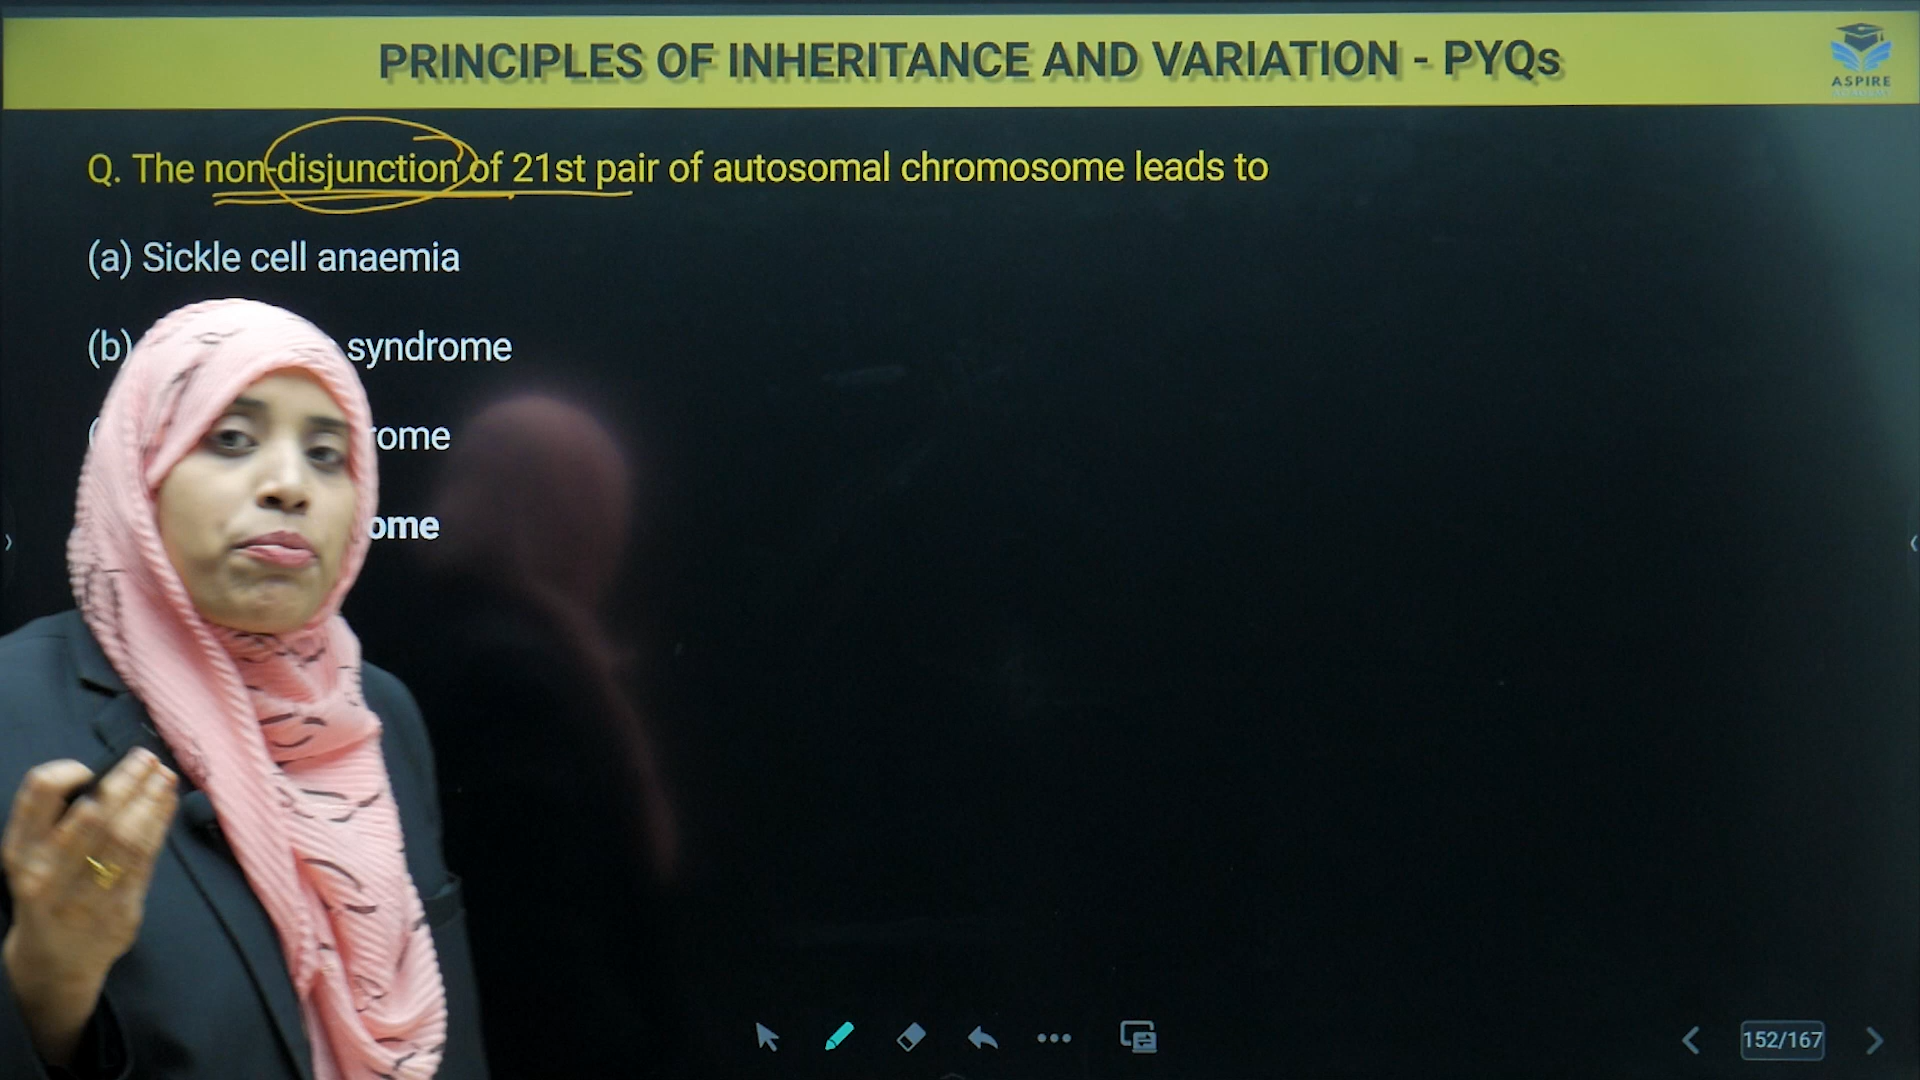 PRINCIPLES OF INHERITANCE AND VARIATION - PYQs
ASPIRE
Q. The non-disjunction of 21st pair of autosomal chromosome leads to
(a) Sickle cell anaemia
(b) syndrome
rome
ome
152/167